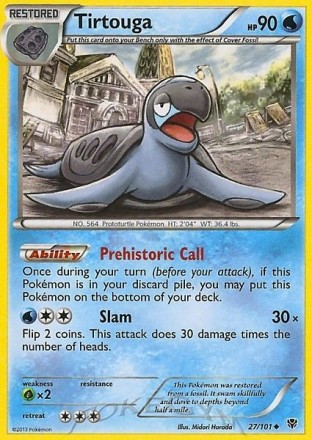 RESTORED
Tirtouga HP 90
Put this card onto your Bench only with the effect of Cover Fossil
NO. 564 Prototurtle Pokémon HT: 2'04" WT: 36.4 lbs.
Ability Prehistoric Call
Once during your turn (before your attack), if this
Pokémon is in your discard pile, you may put this
Pokémon on the bottom of your deck.
Slam 30×
Flip 2 coins. This attack does 30 damage times the
number of heads.
weakness resistance
×2
retreat
This Pokémon was restored
from a fossil. It swam skillfully
and dove to depths beyond
half a mile.
©2013 Pokémon Illus. Midori Harada 27/101